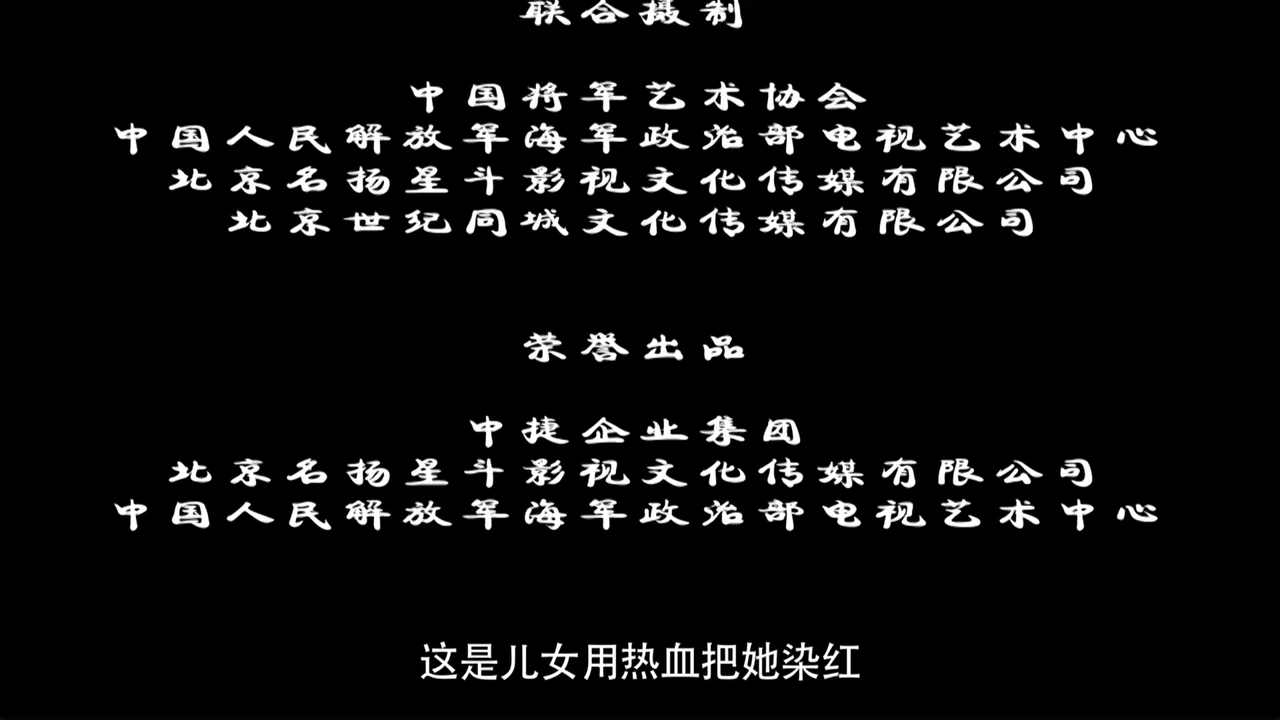 联合摄制
中国将军艺术协会
中国人民解放军海军政治部电视艺术中心
北京名扬星斗影视文化传媒有限公司
北京世纪同城文化传媒有限公司
荣誉出品
中捷企业集团
北京名扬星斗影视文化传媒有限公司
中国人民解放军海军政治部电视艺术中心
这是儿女用热血把她染红